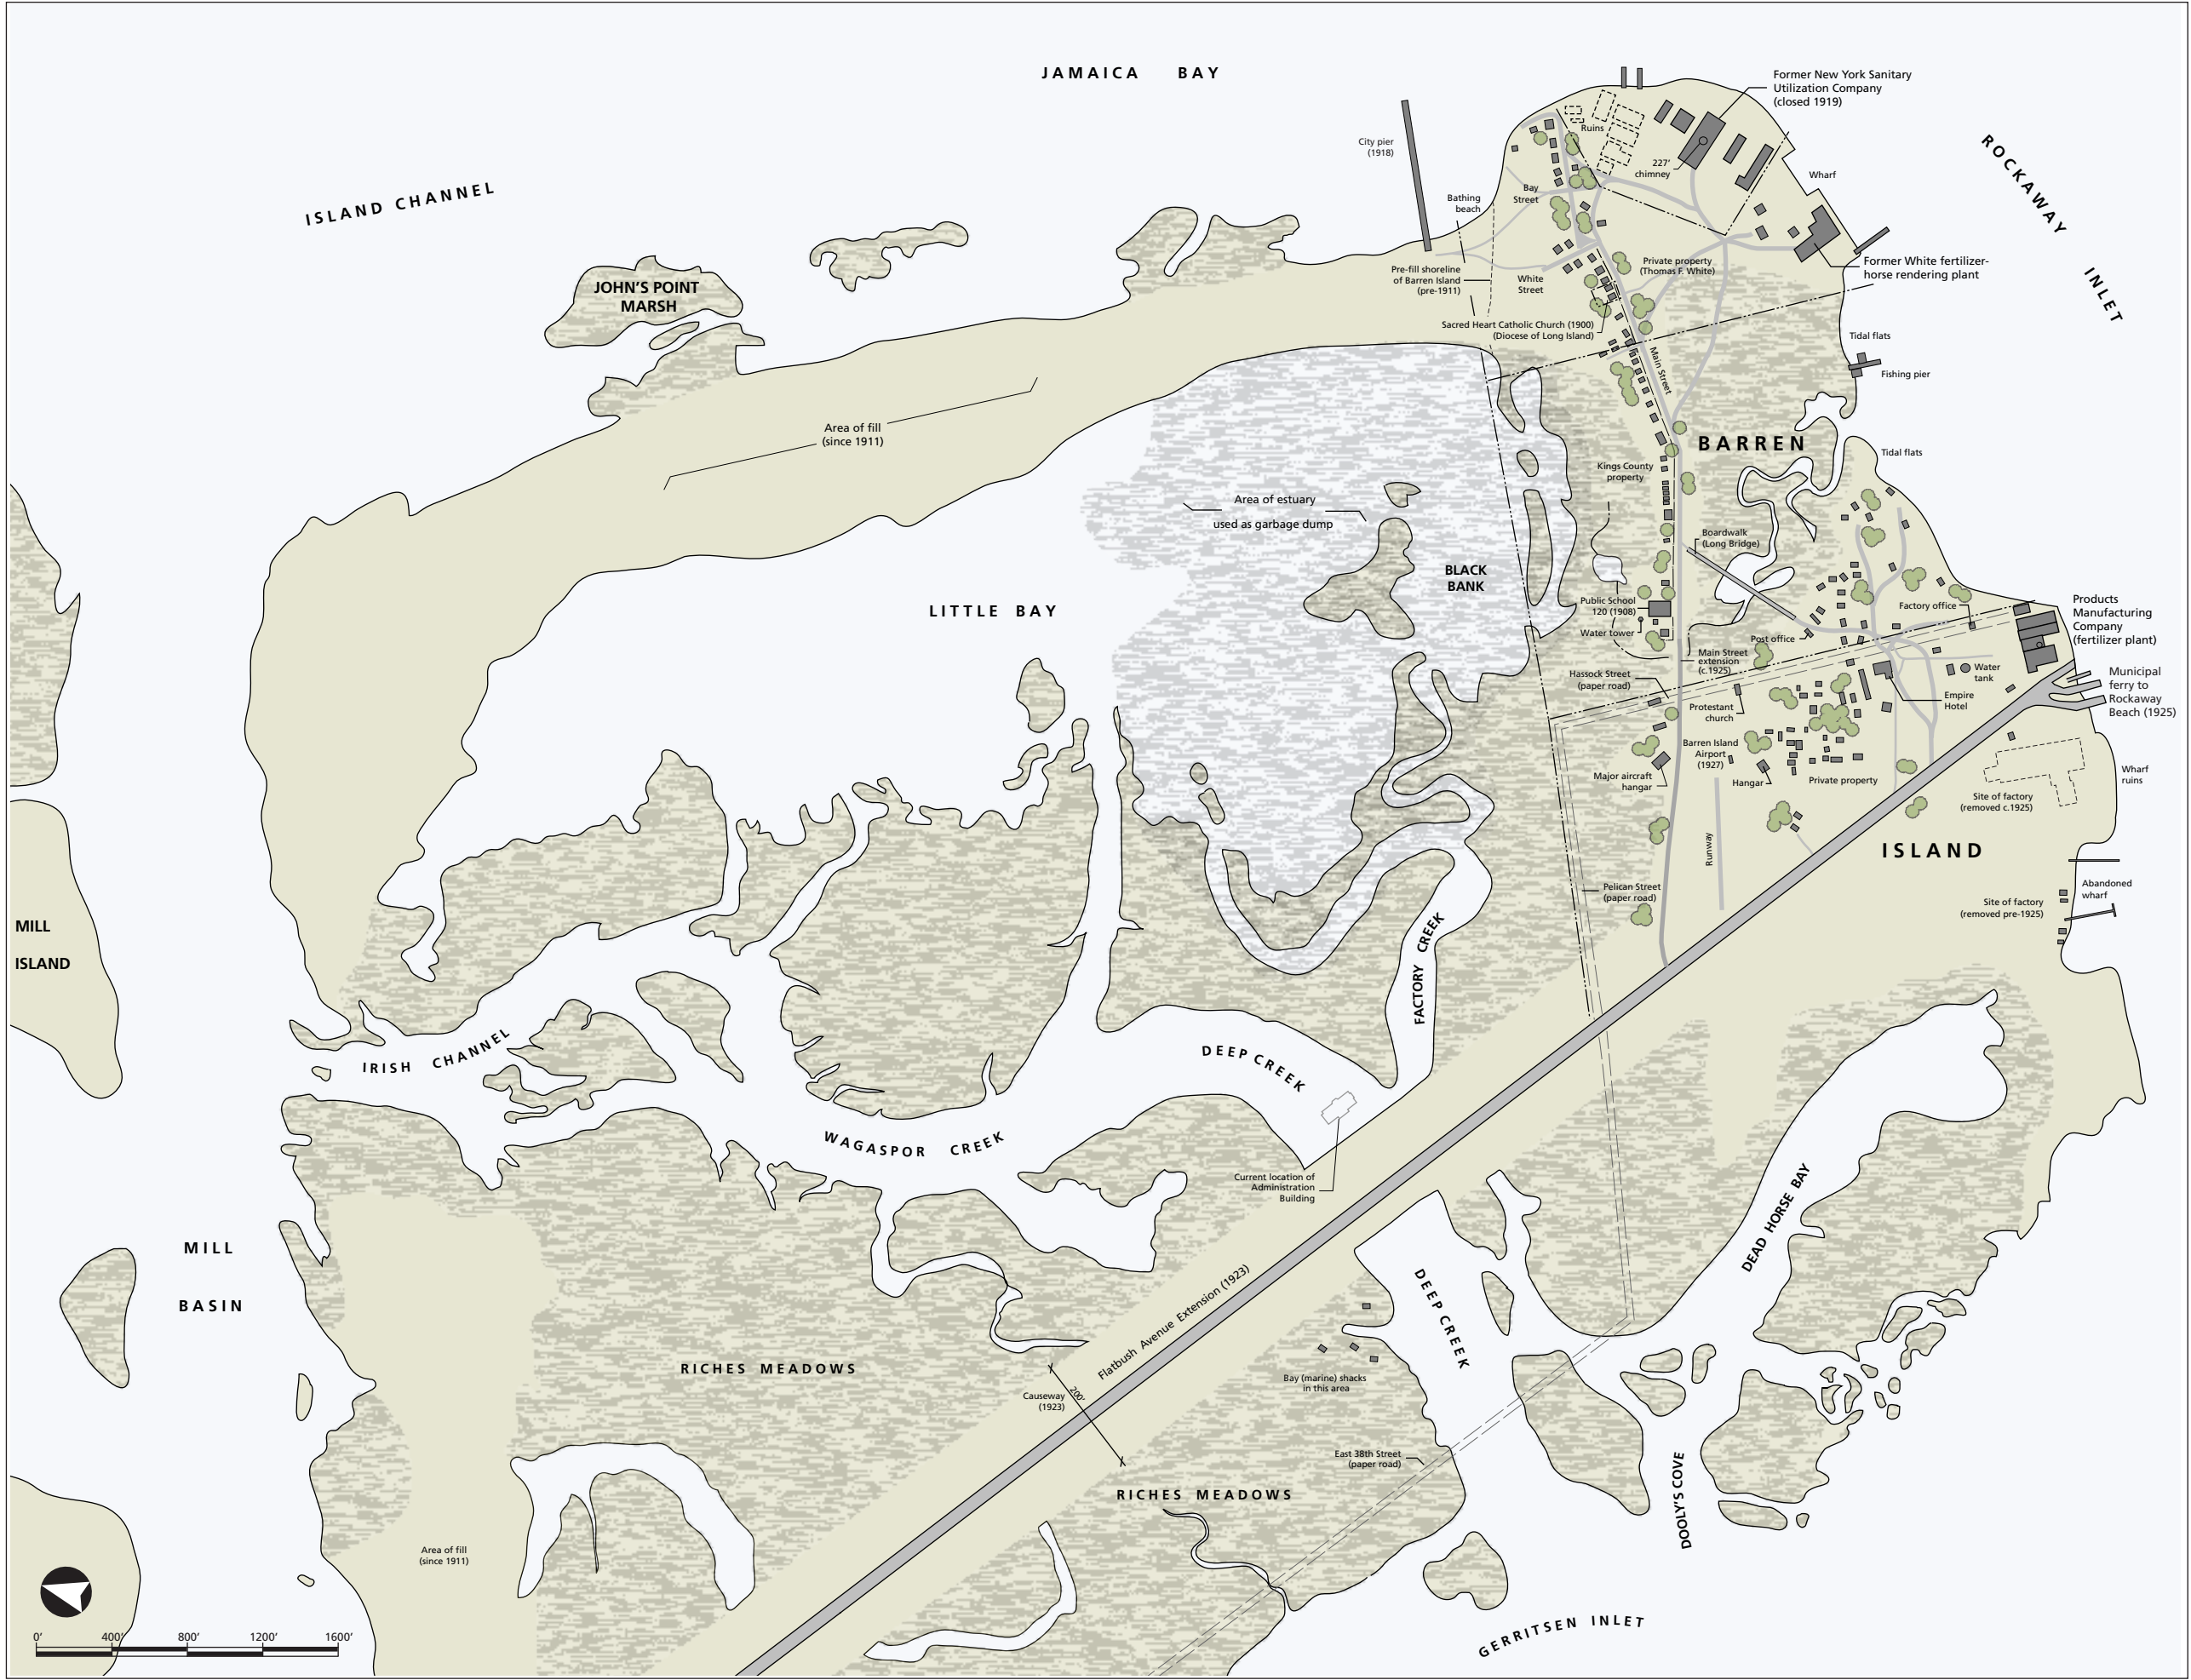 JAMAICA BAY
Former New York Sanitary
Utilization Company
(closed 1919)
ROCKAWAY
INLET
ISLAND CHANNEL
City pier
(1918)
Ruins
227'
chimney
Wharf
Bay
Street
Bathing
beach
Private property
(Thomas F. White)
Former White fertilizer-
horse rendering plant
Pre-fill shoreline
of Barren Island
(pre-1911)
White
Street
JOHN'S POINT
MARSH
Sacred Heart Catholic Church (1900)
(Diocese of Long Island)
Main Street
Tidal flats
Fishing pier
Area of fill
(since 1911)
BARREN
Tidal flats
Kings County
property
Area of estuary
used as garbage dump
Boardwalk
(Long Bridge)
BLACK
BANK
LITTLE BAY
Public School
120 (1908)
Water tower
Factory office
Products
Manufacturing
Company
(fertilizer plant)
Post office
Main Street
extension
(c.1925)
Hassock Street
(paper road)
Water
tank
Municipal
ferry to
Rockaway
Beach (1925)
Protestant
church
Empire
Hotel
Barren Island
Airport
(1927)
Major aircraft
hangar
Hangar
Private property
Wharf
ruins
Site of factory
(removed c.1925)
Runway
ISLAND
Pelican Street
(paper road)
Abandoned
wharf
Site of factory
(removed pre-1925)
MILL
ISLAND
FACTORY CREEK
IRISH CHANNEL
DEEP CREEK
WAGASPOR CREEK
Current location of
Administration
Building
DEAD HORSE BAY
MILL
BASIN
Flatbush Avenue Extension (1923)
DEEP CREEK
RICHES MEADOWS
Causeway
(1923)
200'
Bay (marine) shacks
in this area
East 38th Street
(paper road)
RICHES MEADOWS
DOOLY'S COVE
Area of fill
(since 1911)
GERRITSEN INLET
0' 400' 800' 1200' 1600'